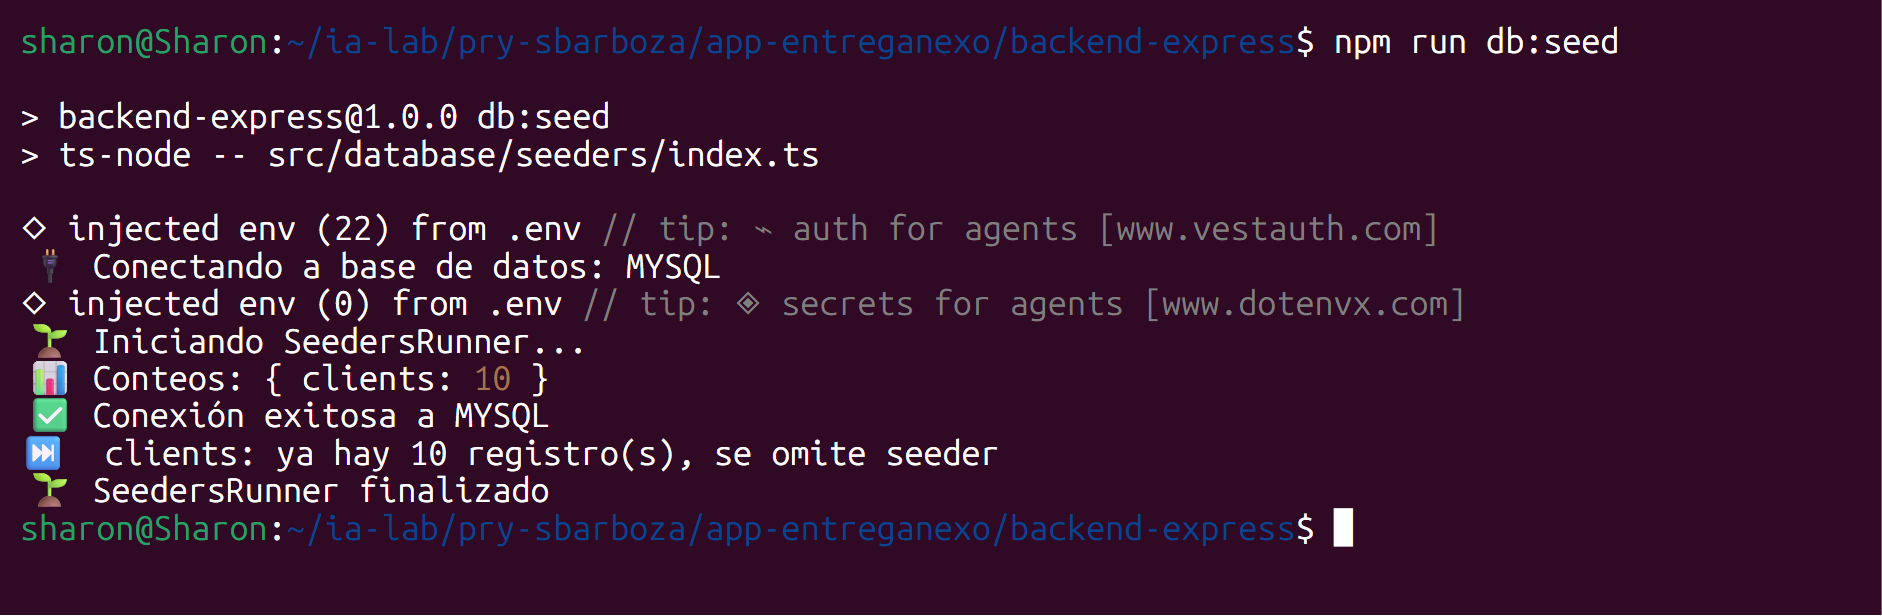 sharon@Sharon:~/ia-lab/pry-sbarboza/app-entreganexo/backend-express$ npm run db:seed
> backend-express@1.0.0 db:seed
> ts-node -- src/database/seeders/index.ts
◇ injected env (22) from .env // tip: ⌁ auth for agents [www.vestauth.com]
🔌 Conectando a base de datos: MYSQL
◇ injected env (0) from .env // tip: ◈ secrets for agents [www.dotenvx.com]
🌱 Iniciando SeedersRunner...
📊 Conteos: { clients: 10 }
✅ Conexión exitosa a MYSQL
⏭️ clients: ya hay 10 registro(s), se omite seeder
🌱 SeedersRunner finalizado
sharon@Sharon:~/ia-lab/pry-sbarboza/app-entreganexo/backend-express$